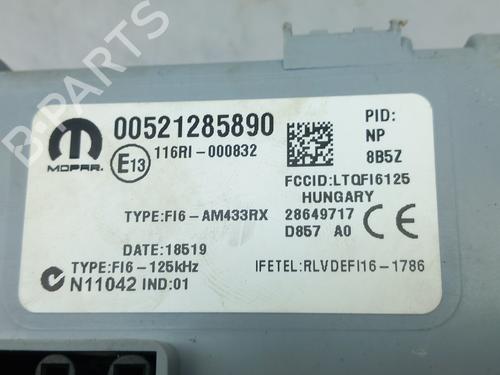 B-PARTS
MOPAR.
00521285890
E13
116RI-000832
PID:
NP
8B5Z
FCCID:LTQFI6125
HUNGARY
TYPE:FI6-AM433RX
28649717
D857 A0
CE
DATE:18519
TYPE:FI6-125kHz
N11042 IND:01
IFETEL:RLVDEFI16-1786